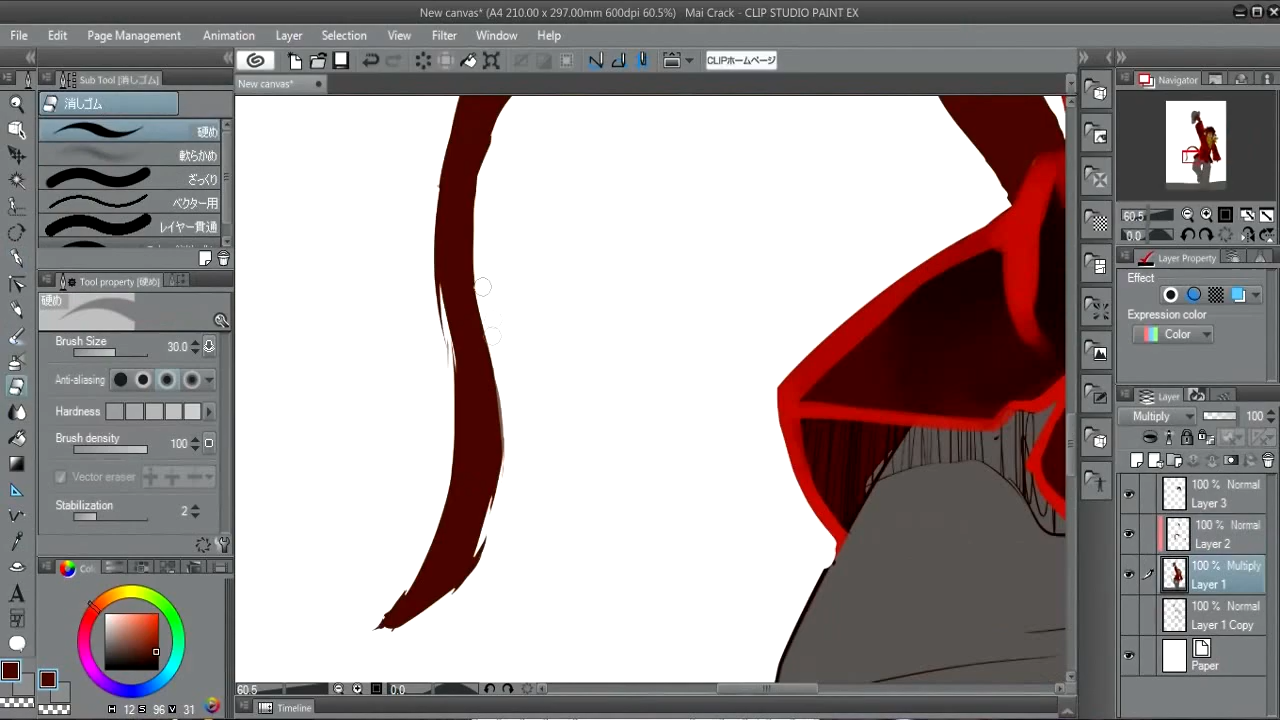 New canvas* (A4 210.00 x 297.00mm 600dpi 60.5%) Mai Crack - CLIP STUDIO PAINT EX
File Edit Page Management Animation Layer Selection View Filter Window Help
CLIPホームページ
Sub Tool [消しゴム]
New canvas*
Navigator
消しゴム
硬め
軟らかめ
ざっくり
ベクター用
レイヤー貫通
60.5
0.0
Layer Property
Tool property [硬め]
硬め
Effect
Expression color
Color
Brush Size 30.0
Anti-aliasing
Hardness
Brush density 100
Vector eraser
Stabilization
2
Layer
Multiply 100
100 % Normal
Layer 3
100 % Normal
Layer 2
100 % Multiply
Layer 1
100 % Normal
Layer 1 Copy
Paper
H 12 S 96 V 31
60.5 0.0
Timeline